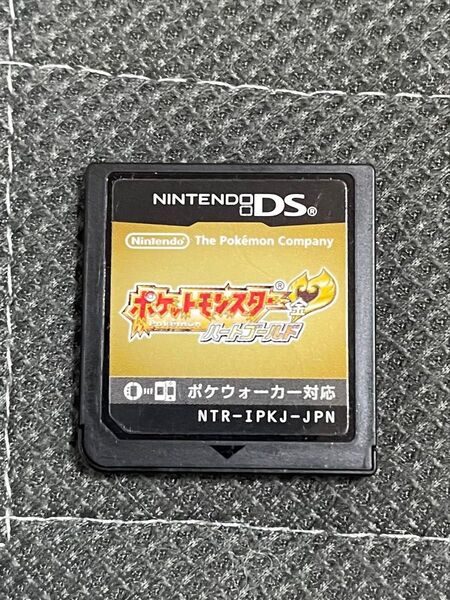 NINTENDO DS®
Nintendo® The Pokémon Company
ポケットモンスター®
POKÉMON
金
ハートゴールド
ポケウォーカー対応
NTR-IPKJ-JPN